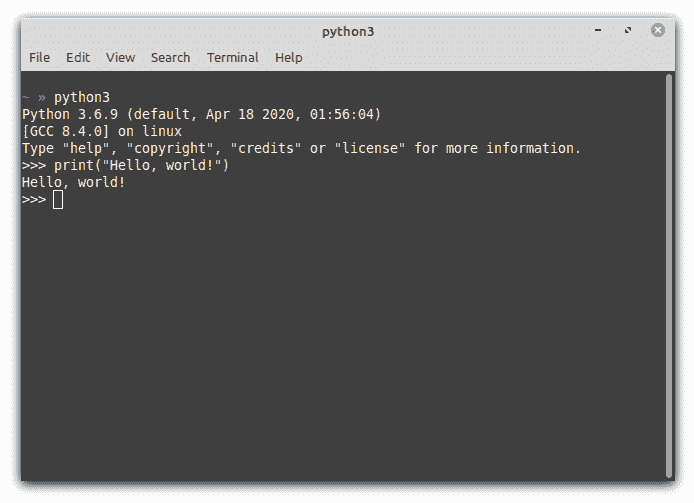 python3
File Edit View Search Terminal Help
~ » python3
Python 3.6.9 (default, Apr 18 2020, 01:56:04)
[GCC 8.4.0] on linux
Type "help", "copyright", "credits" or "license" for more information.
>>> print("Hello, world!")
Hello, world!
>>>